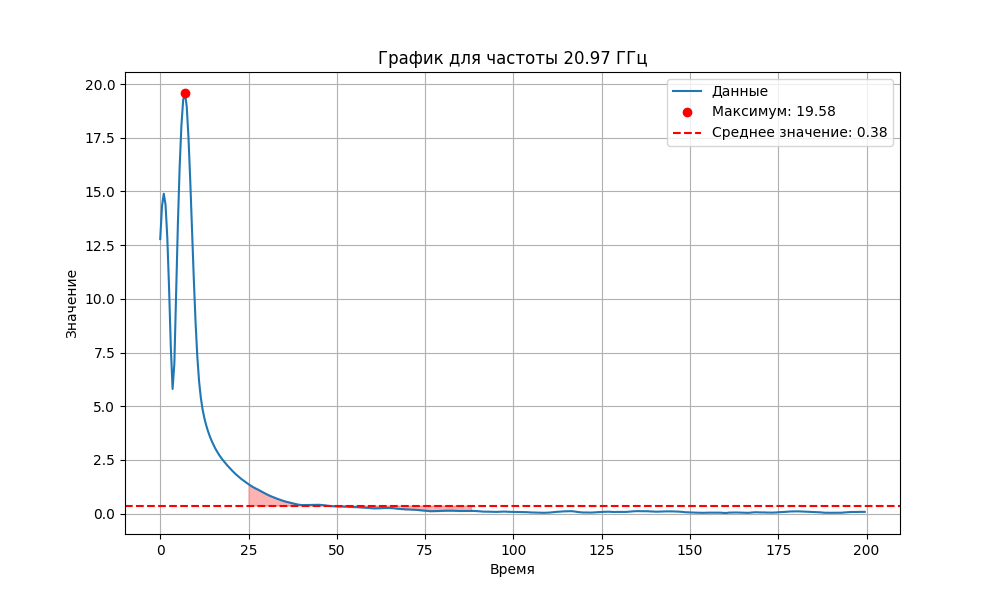 График для частоты 20.97 ГГц
Данные
Максимум: 19.58
Среднее значение: 0.38
Значение
20.0
17.5
15.0
12.5
10.0
7.5
5.0
2.5
0.0
0 25 50 75 100 125 150 175 200
Время